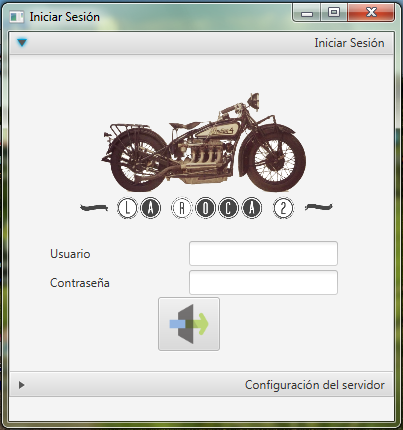 Iniciar Sesión
Iniciar Sesión
LA ROCA 2
Usuario
Contraseña
Configuración del servidor